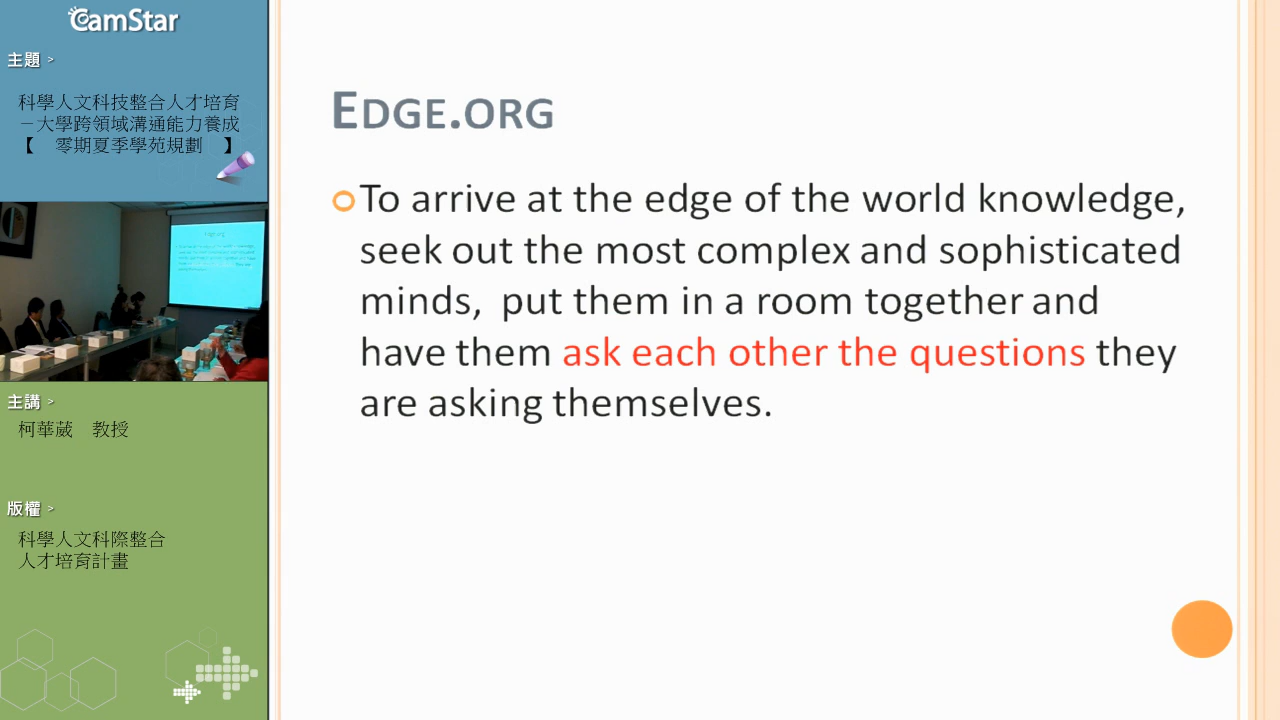 CamStar
主題 >
科學人文科技整合人才培育
－大學跨領域溝通能力養成
【 零期夏季學苑規劃 】
主講 >
柯華葳 教授
版權 >
科學人文科際整合
人才培育計畫
EDGE.ORG
To arrive at the edge of the world knowledge,
seek out the most complex and sophisticated
minds, put them in a room together and
have them ask each other the questions they
are asking themselves.